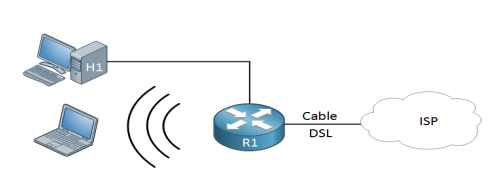 H1
Cable
DSL
ISP
R1